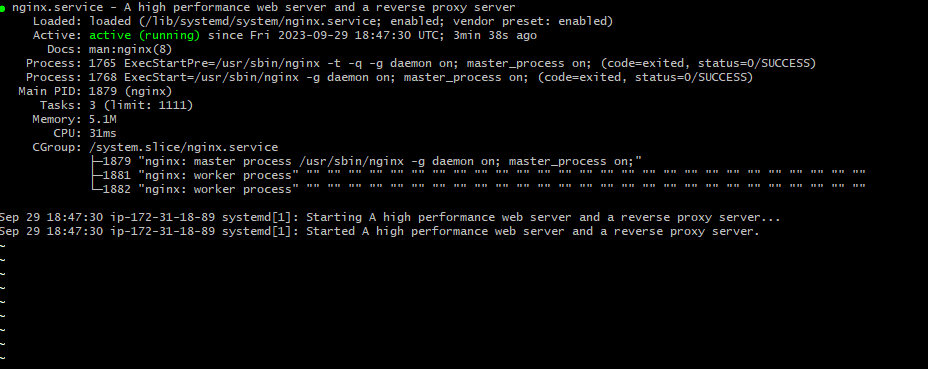 ● nginx.service - A high performance web server and a reverse proxy server
Loaded: loaded (/lib/systemd/system/nginx.service; enabled; vendor preset: enabled)
Active: active (running) since Fri 2023-09-29 18:47:30 UTC; 3min 38s ago
Docs: man:nginx(8)
Process: 1765 ExecStartPre=/usr/sbin/nginx -t -q -g daemon on; master_process on; (code=exited, status=0/SUCCESS)
Process: 1768 ExecStart=/usr/sbin/nginx -g daemon on; master_process on; (code=exited, status=0/SUCCESS)
Main PID: 1879 (nginx)
Tasks: 3 (limit: 1111)
Memory: 5.1M
CPU: 31ms
CGroup: /system.slice/nginx.service
├─1879 "nginx: master process /usr/sbin/nginx -g daemon on; master_process on;"
├─1881 "nginx: worker process" "" "" "" "" "" "" "" "" "" "" "" "" "" "" "" "" "" "" "" "" "" "" "" "" "" "" ""
└─1882 "nginx: worker process" "" "" "" "" "" "" "" "" "" "" "" "" "" "" "" "" "" "" "" "" "" "" "" "" "" "" ""
Sep 29 18:47:30 ip-172-31-18-89 systemd[1]: Starting A high performance web server and a reverse proxy server...
Sep 29 18:47:30 ip-172-31-18-89 systemd[1]: Started A high performance web server and a reverse proxy server.
~
~
~
~
~
~
~
~
~